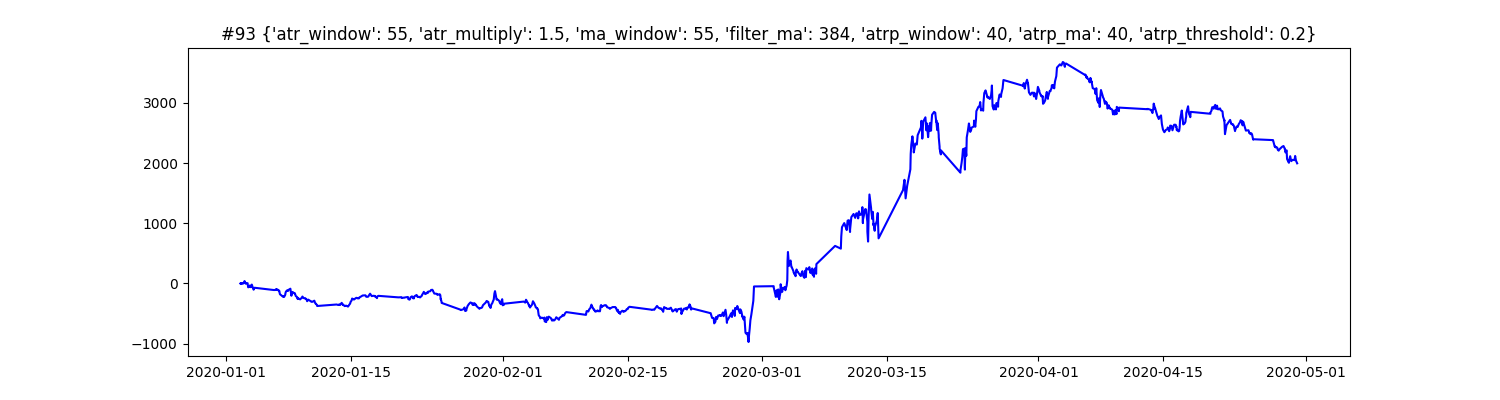 #93 {'atr_window': 55, 'atr_multiply': 1.5, 'ma_window': 55, 'filter_ma': 384, 'atrp_window': 40, 'atrp_ma': 40, 'atrp_threshold': 0.2}
3000
2000
1000
0
−1000
2020-01-01 2020-01-15 2020-02-01 2020-02-15 2020-03-01 2020-03-15 2020-04-01 2020-04-15 2020-05-01